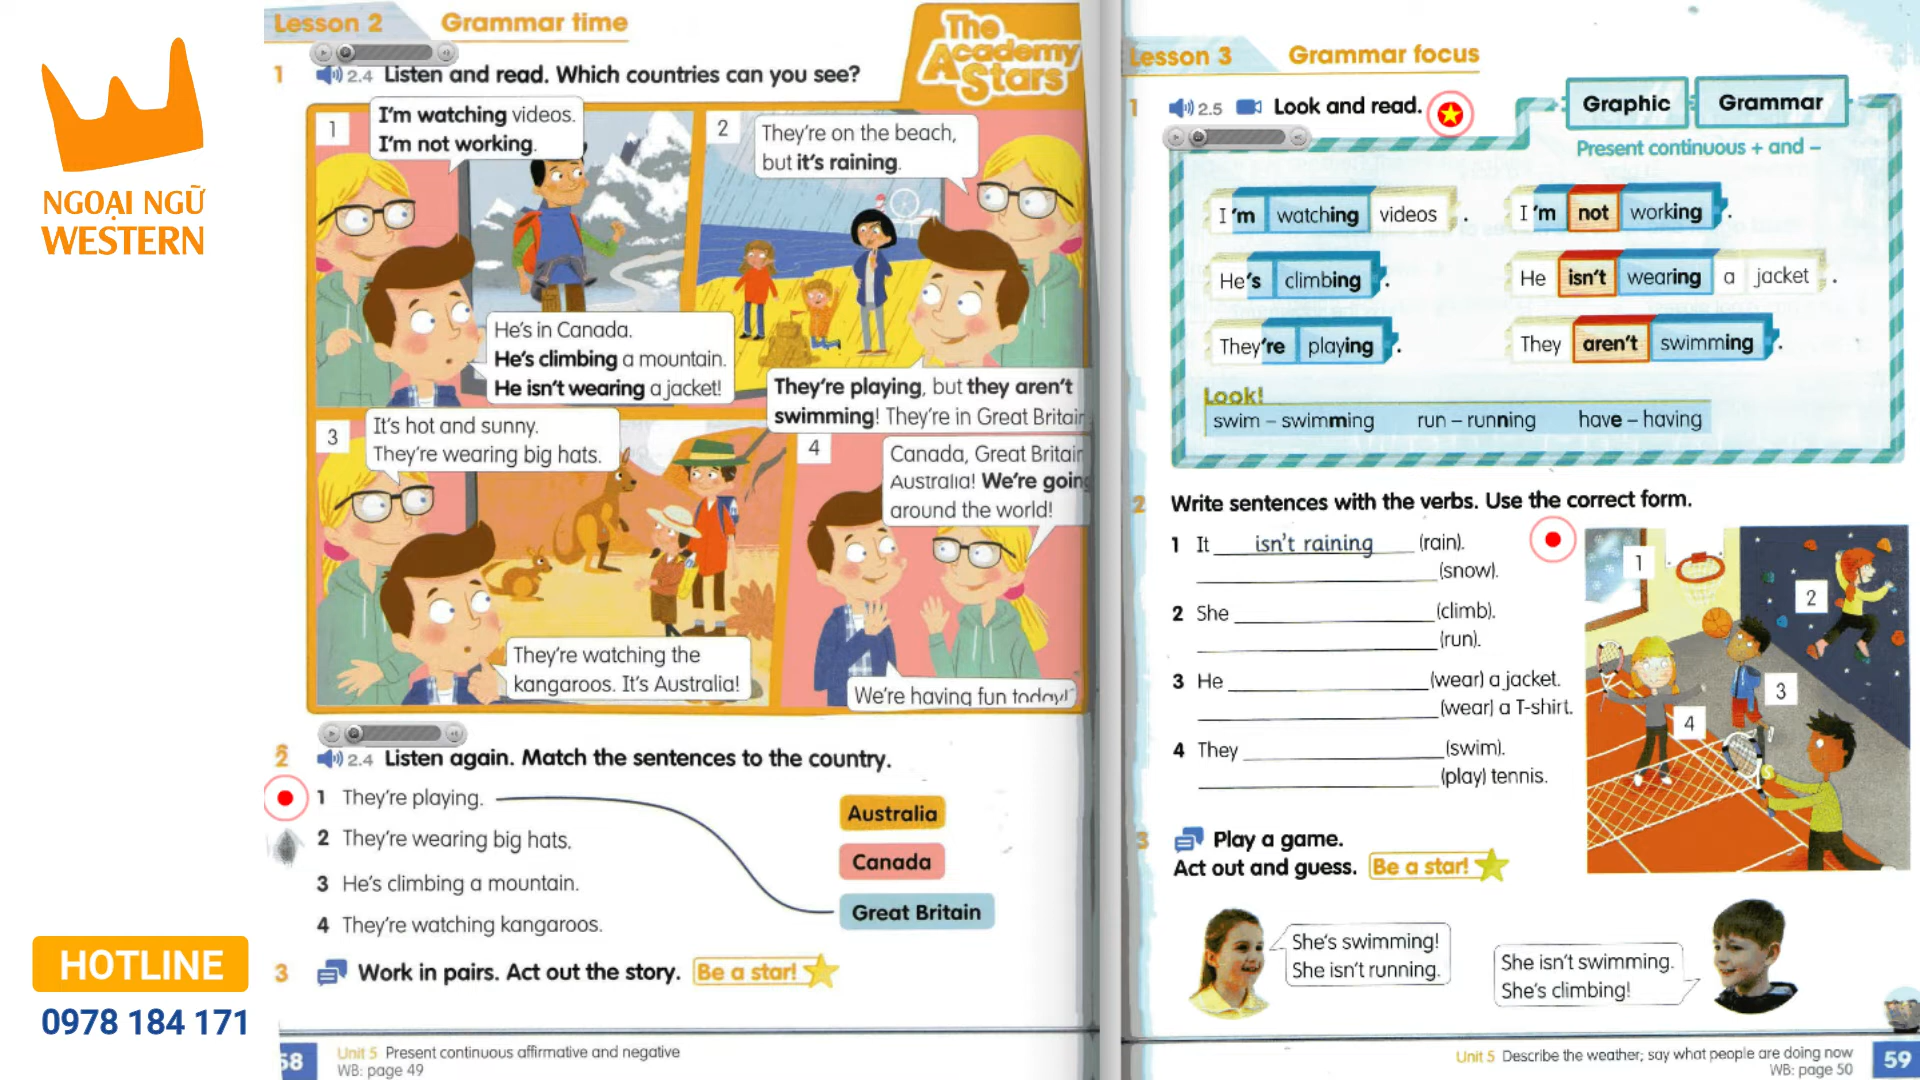 NGOẠI NGỮ
WESTERN
HOTLINE
0978 184 171
Lesson 2 Grammar time
The
Academy
Stars
1 2.4 Listen and read. Which countries can you see?
1
I'm watching videos.
I'm not working.
He's in Canada.
He's climbing a mountain.
He isn't wearing a jacket!
2
They're on the beach,
but it's raining.
They're playing, but they aren't
swimming! They're in Great Britain
3
It's hot and sunny.
They're wearing big hats.
They're watching the
kangaroos. It's Australia!
4
Canada, Great Britain
Australia! We're going
around the world!
We're having fun today!
2 2.4 Listen again. Match the sentences to the country.
1 They're playing.
2 They're wearing big hats.
3 He's climbing a mountain.
4 They're watching kangaroos.
Australia
Canada
Great Britain
3 Work in pairs. Act out the story. Be a star!
58 Unit 5 Present continuous affirmative and negative
WB: page 49
Lesson 3 Grammar focus
1 2.5 Look and read.
Graphic Grammar
Present continuous + and –
I 'm watching videos .
I 'm not working .
He's climbing .
He isn't wearing a jacket .
They're playing .
They aren't swimming .
Look!
swim – swimming run – running have – having
2 Write sentences with the verbs. Use the correct form.
1 It isn't raining (rain).
(snow).
2 She (climb).
(run).
3 He (wear) a jacket.
(wear) a T-shirt.
4 They (swim).
(play) tennis.
1
2
3
4
3 Play a game.
Act out and guess. Be a star!
She's swimming!
She isn't running.
She isn't swimming.
She's climbing!
Unit 5 Describe the weather; say what people are doing now
WB: page 50
59